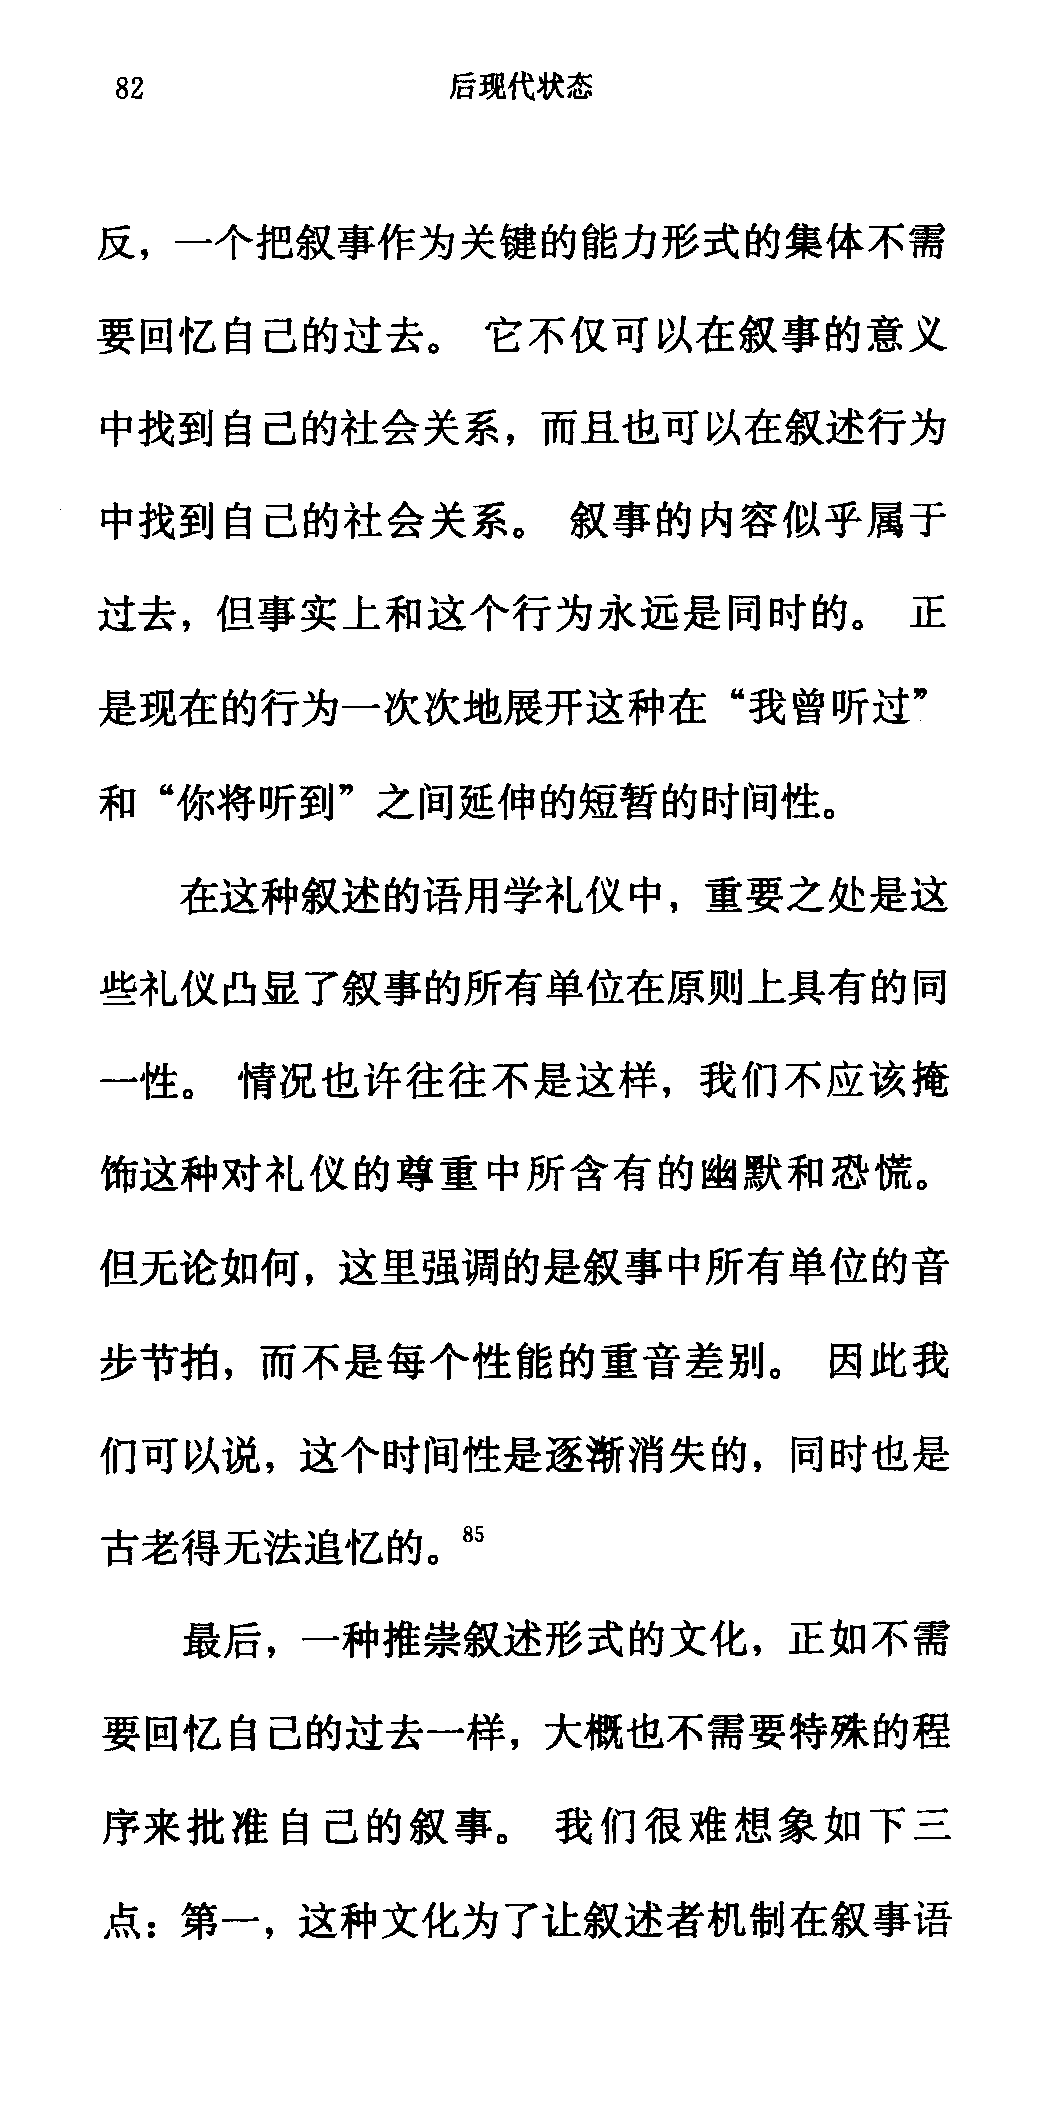 82 后现代状态
反，一个把叙事作为关键的能力形式的集体不需
要回忆自己的过去。 它不仅可以在叙事的意义
中找到自己的社会关系，而且也可以在叙述行为
中找到自己的社会关系。 叙事的内容似乎属于
过去，但事实上和这个行为永远是同时的。 正
是现在的行为一次次地展开这种在“我曾听过”
和“你将听到”之间延伸的短暂的时间性。
在这种叙述的语用学礼仪中，重要之处是这
些礼仪凸显了叙事的所有单位在原则上具有的同
一性。 情况也许往往不是这样，我们不应该掩
饰这种对礼仪的尊重中所含有的幽默和恐慌。
但无论如何，这里强调的是叙事中所有单位的音
步节拍，而不是每个性能的重音差别。 因此我
们可以说，这个时间性是逐渐消失的，同时也是
古老得无法追忆的。85
最后，一种推崇叙述形式的文化，正如不需
要回忆自己的过去一样，大概也不需要特殊的程
序来批准自己的叙事。 我们很难想象如下三
点：第一，这种文化为了让叙述者机制在叙事语